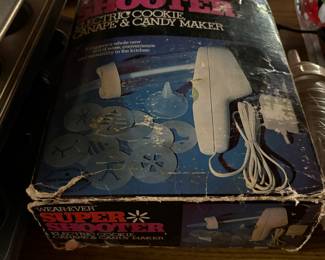 SHOOTER
ELECTRIC COOKIE,
CANAPE & CANDY MAKER
WEAR-EVER
SUPER
SHOOTER
ELECTRIC COOKIE,
CANAPE & CANDY MAKER